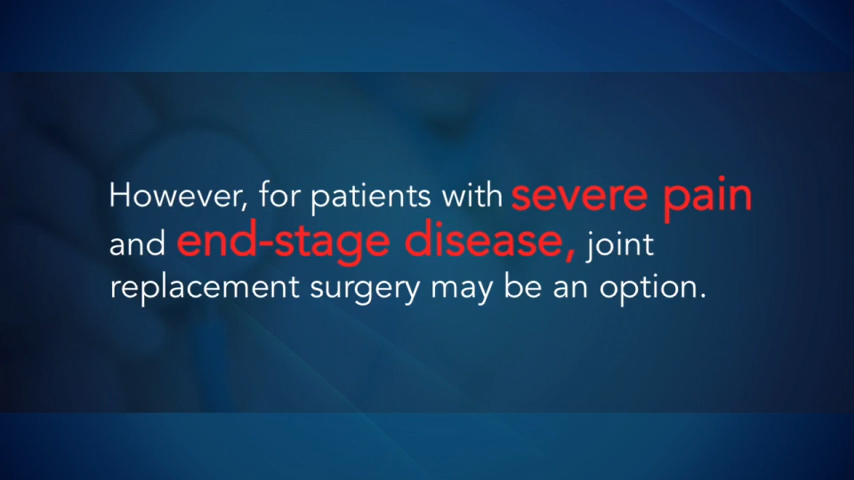 However, for patients with severe pain
and end-stage disease, joint
replacement surgery may be an option.